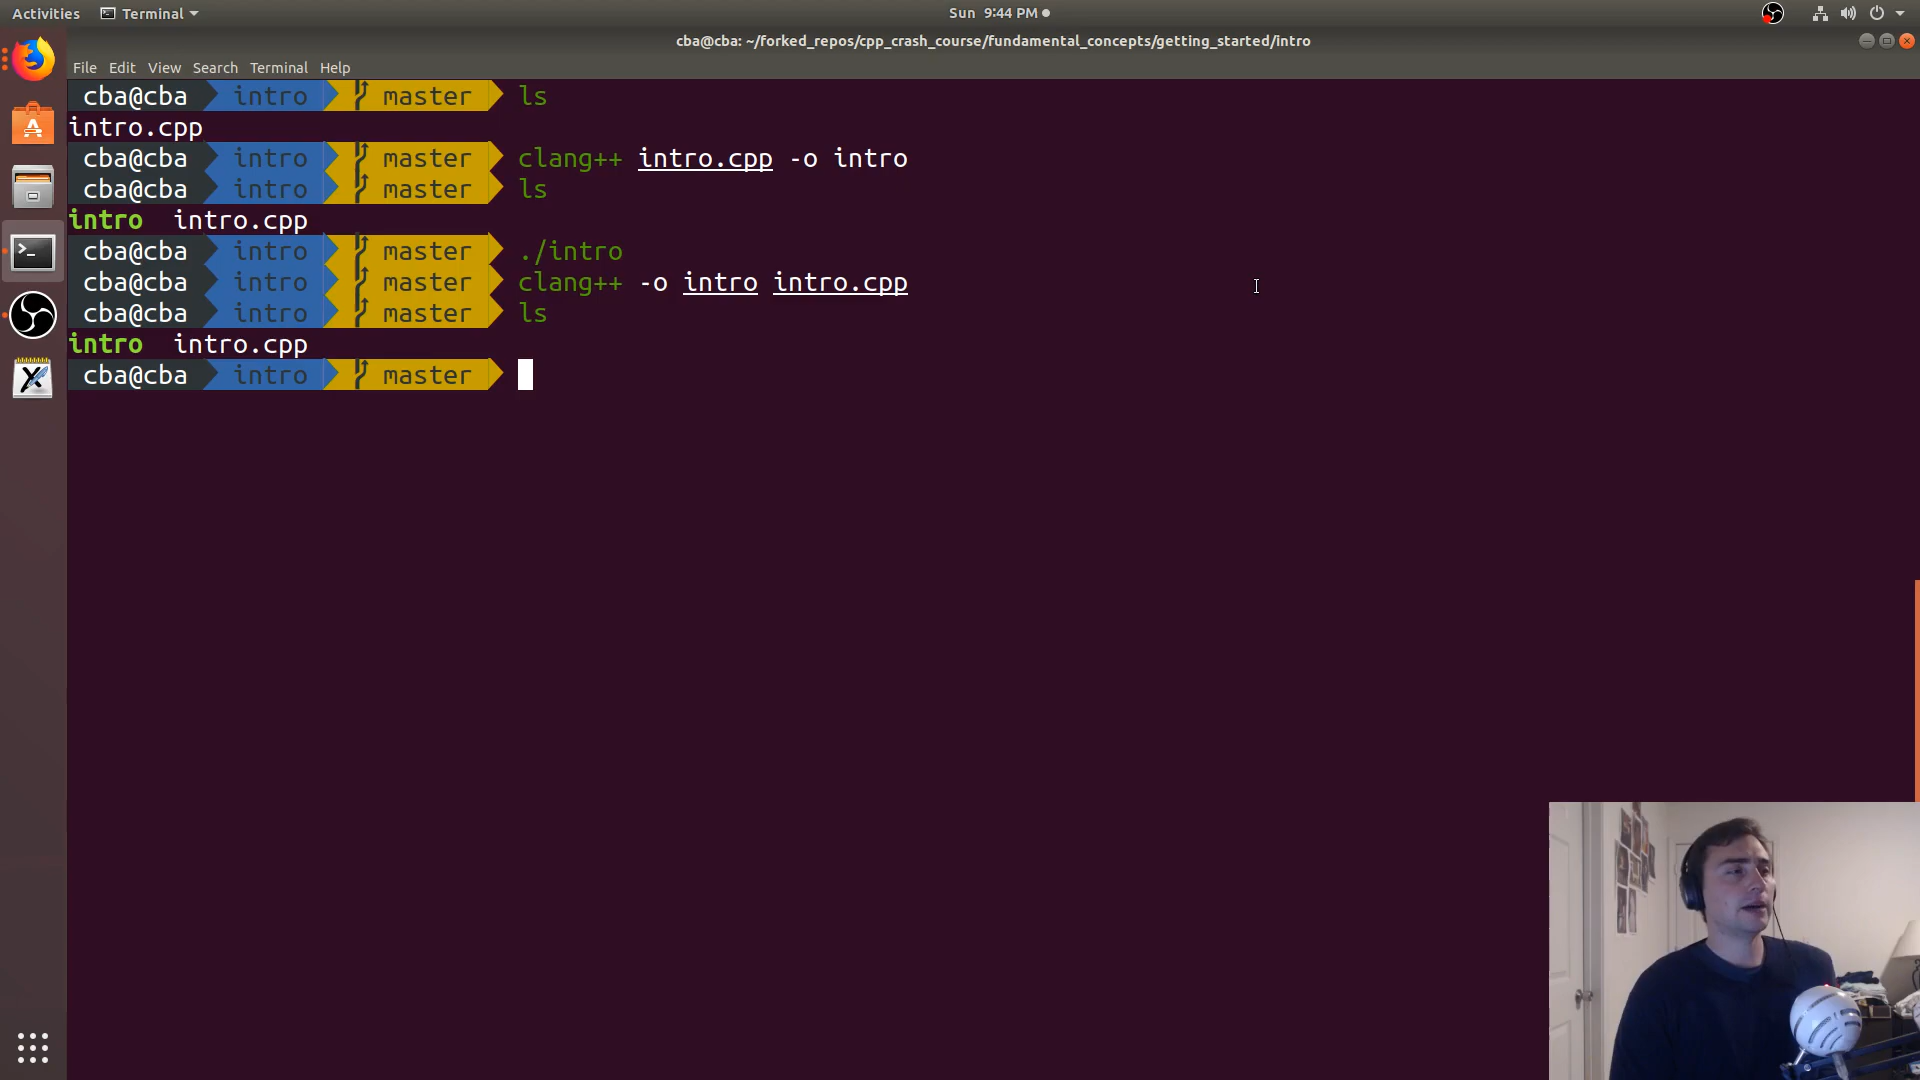 Activities Terminal Sun 9:44 PM
cba@cba: ~/forked_repos/cpp_crash_course/fundamental_concepts/getting_started/intro
File Edit View Search Terminal Help
cba@cba intro master ls
intro.cpp
cba@cba intro master clang++ intro.cpp -o intro
cba@cba intro master ls
intro intro.cpp
cba@cba intro master ./intro
cba@cba intro master clang++ -o intro intro.cpp
cba@cba intro master ls
intro intro.cpp
cba@cba intro master